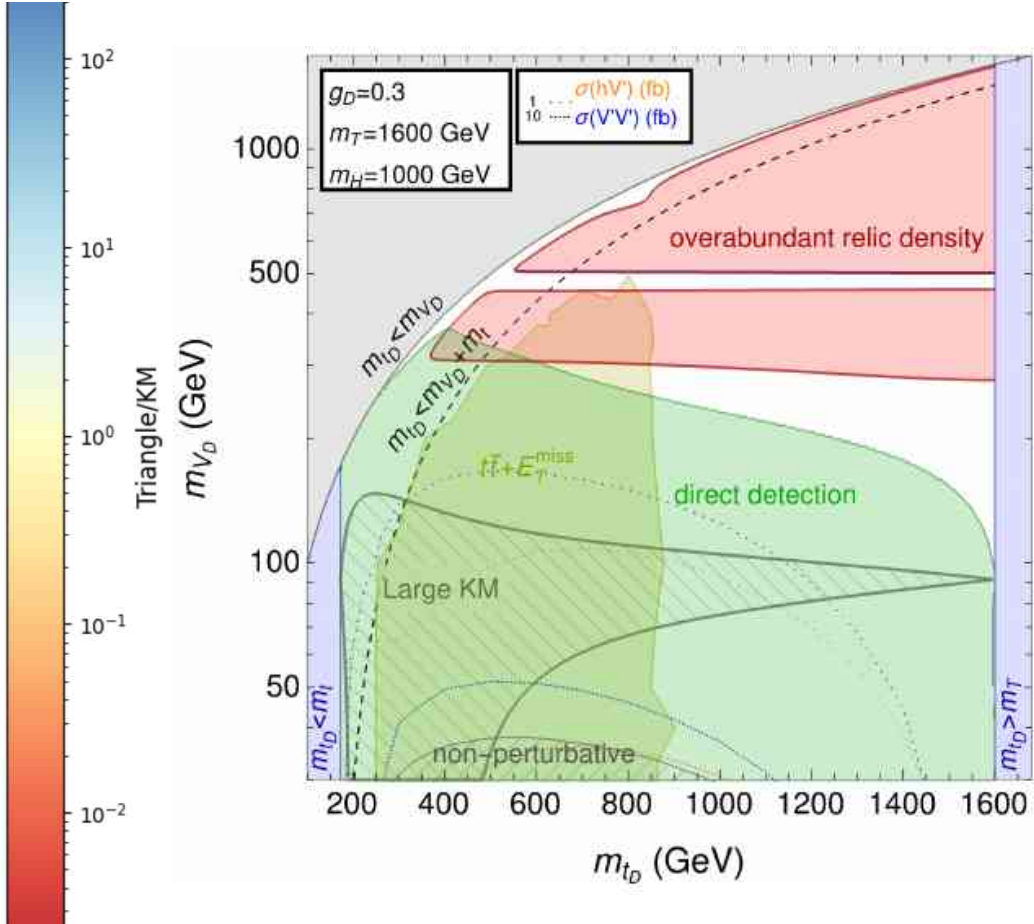 10²
10¹
10⁰
10⁻¹
10⁻²
Triangle/KM
g_D=0.3
m_T=1600 GeV
m_H=1000 GeV
σ(hV') (fb)
1
10
σ(V'V') (fb)
1000
500
100
50
m_{V_D} (GeV)
overabundant relic density
m_{t_D}<m_{V_D}
m_{t_D}<m_{V_D}+m_t
tt̄+E_T^{miss}
direct detection
Large KM
non-perturbative
m_{t_D}<m_t
m_{t_D}>m_T
200 400 600 800 1000 1200 1400 1600
m_{t_D} (GeV)